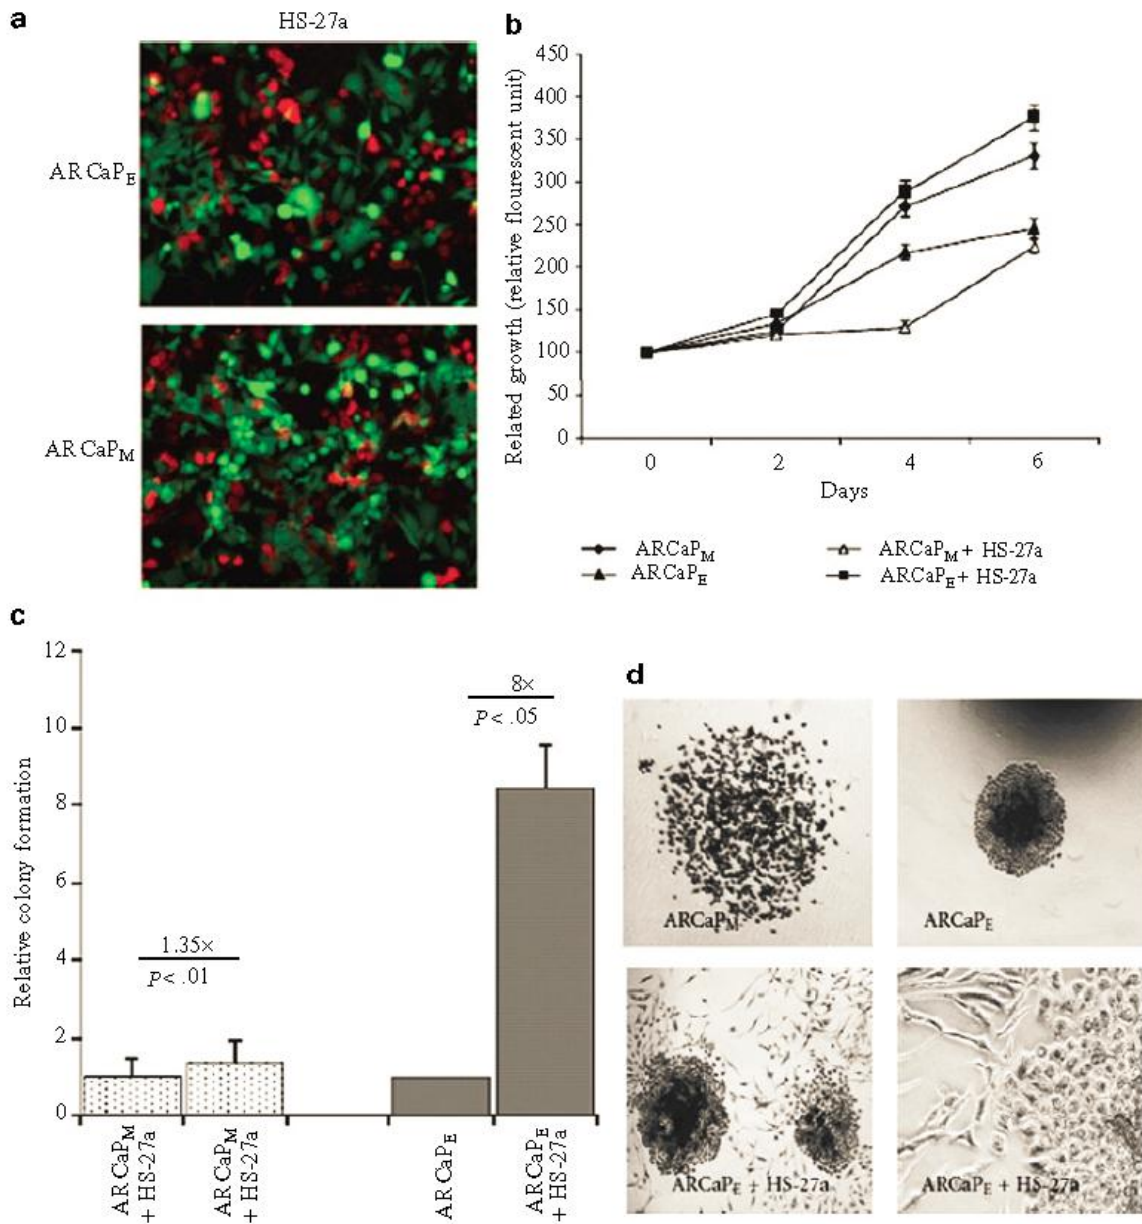 a
HS-27a
ARCaPE
ARCaPM
b
Related growth (relative flourescent unit)
450
400
350
300
250
200
150
100
50
0
0 2 4 6
Days
ARCaPM
ARCaPE
ARCaPM + HS-27a
ARCaPE + HS-27a
c
Relative colony formation
12
10
8
6
4
2
0
1.35×
P < .01
8×
P < .05
ARCaPM
+ HS-27a
ARCaPM
+ HS-27a
ARCaPE
ARCaPE
+ HS-27a
d
ARCaPM
ARCaPE
ARCaPE + HS-27a
ARCaPE + HS-27a